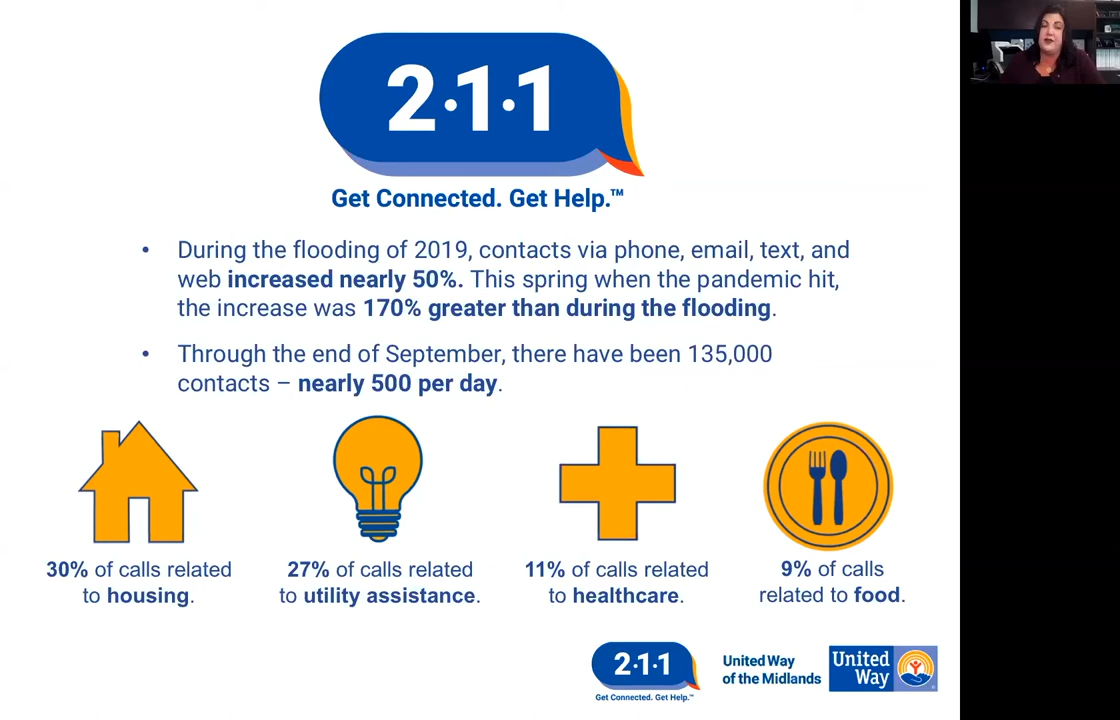 2·1·1
Get Connected. Get Help.™
• During the flooding of 2019, contacts via phone, email, text, and
web increased nearly 50%. This spring when the pandemic hit,
the increase was 170% greater than during the flooding.
• Through the end of September, there have been 135,000
contacts – nearly 500 per day.
30% of calls related
to housing.
27% of calls related
to utility assistance.
11% of calls related
to healthcare.
9% of calls
related to food.
2·1·1
Get Connected. Get Help.™
United Way
of the Midlands
United
Way